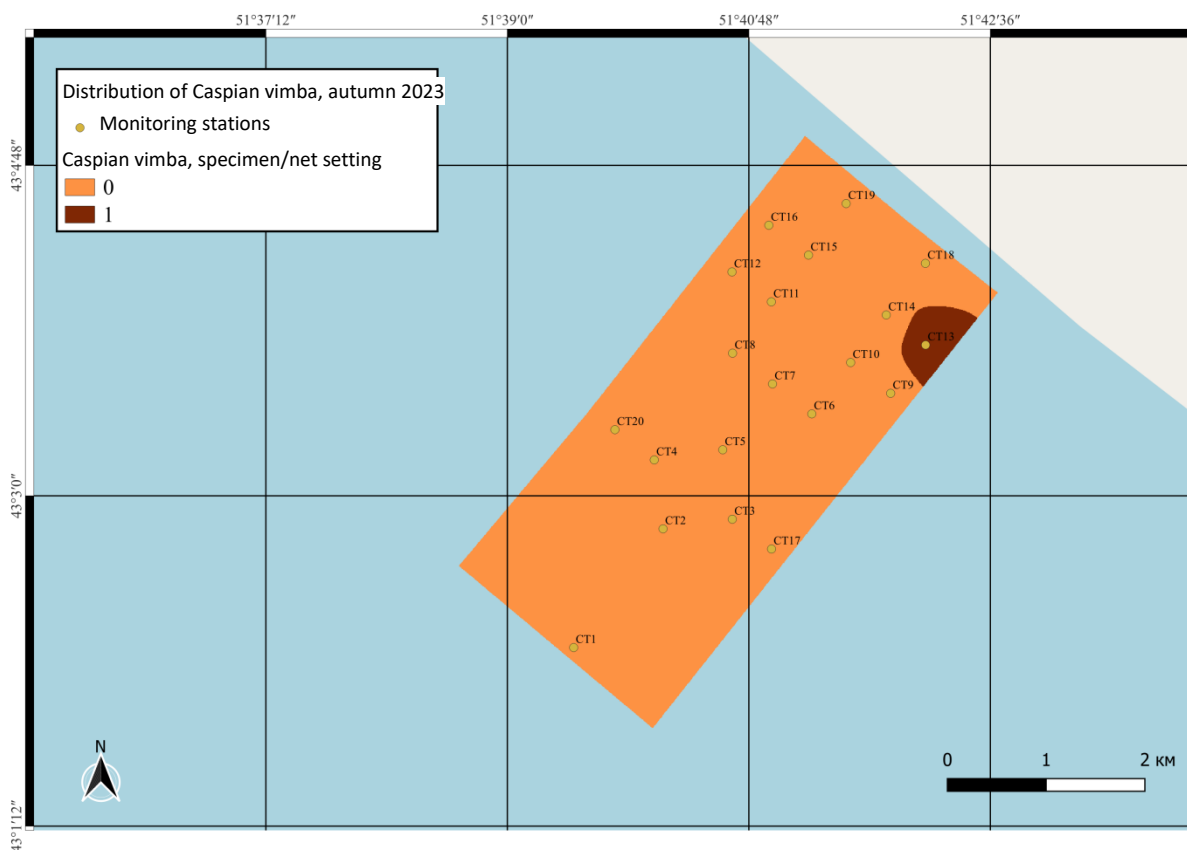 51°37'12" 51°39'0" 51°40'48" 51°42'36"
Distribution of Caspian vimba, autumn 2023
Monitoring stations
Caspian vimba, specimen/net setting
0
1
43°4'48"
43°3'0"
43°1'12"
CT19
CT16
CT15
CT18
CT12
CT11
CT14
CT13
CT8
CT10
CT7
CT9
CT6
CT20
CT5
CT4
CT3
CT2
CT17
CT1
N
0 1 2 км